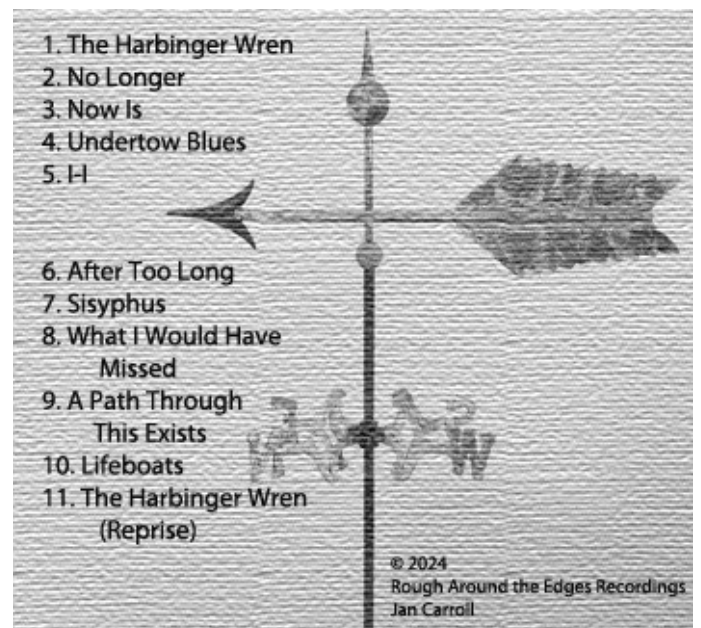 1. The Harbinger Wren
2. No Longer
3. Now Is
4. Undertow Blues
5. I-I
6. After Too Long
7. Sisyphus
8. What I Would Have
Missed
9. A Path Through
This Exists
10. Lifeboats
11. The Harbinger Wren
(Reprise)
W
© 2024
Rough Around the Edges Recordings
Jan Carroll